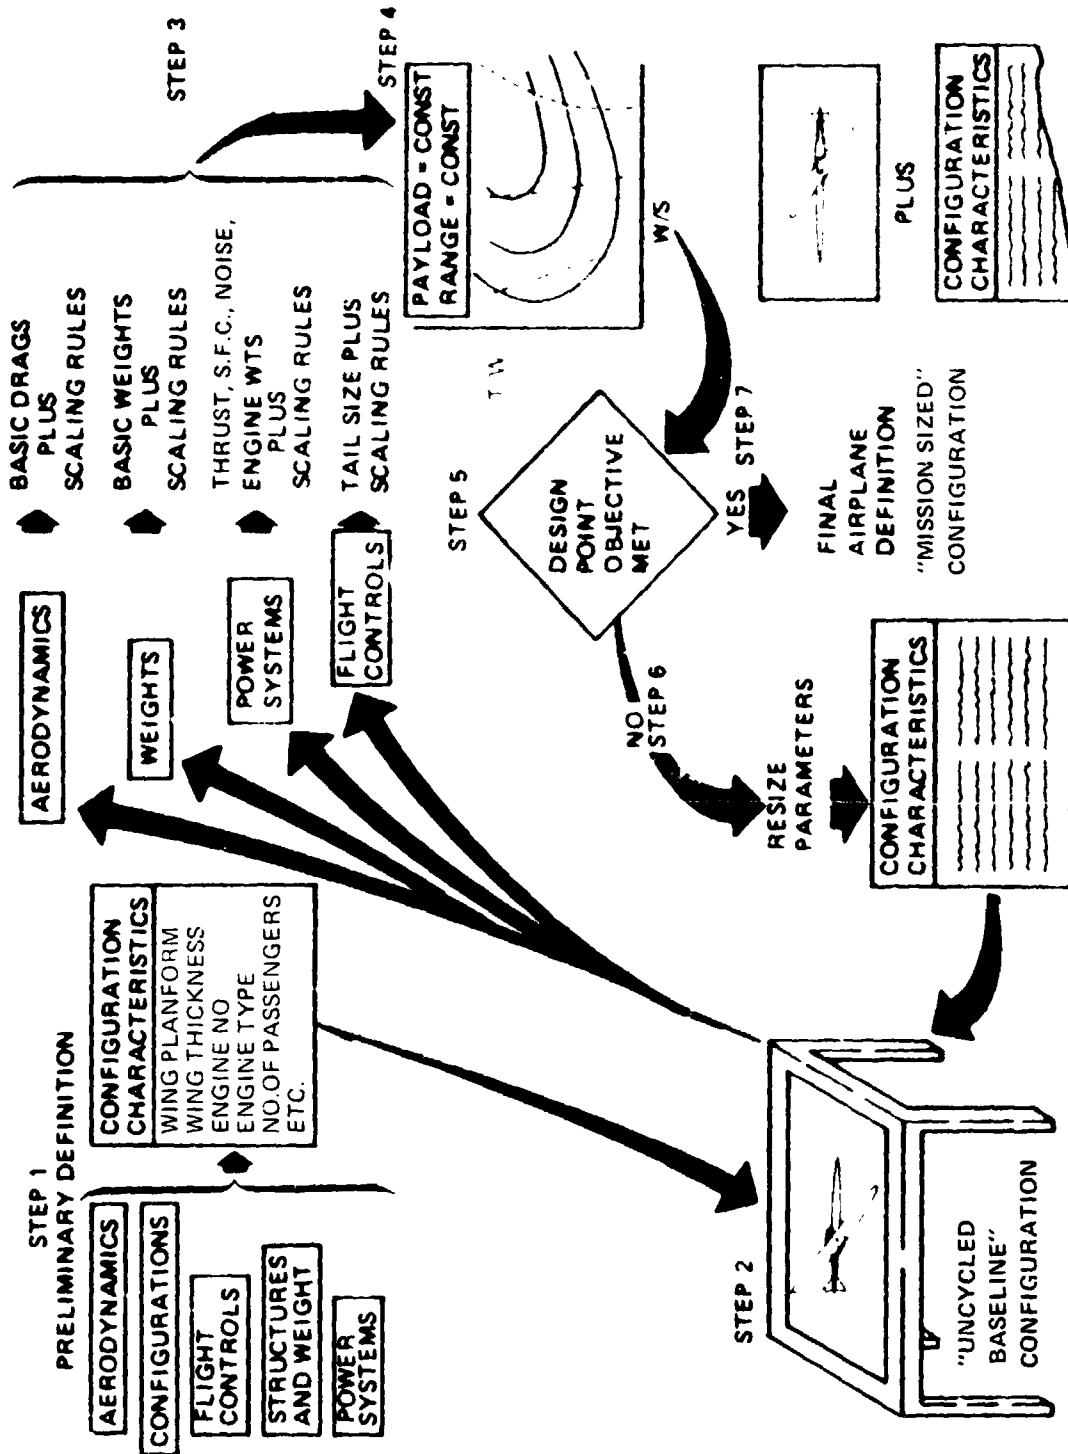 STEP 1
PRELIMINARY DEFINITION
AERODYNAMICS
CONFIGURATIONS
FLIGHT
CONTROLS
STRUCTURES
AND WEIGHT
POWER
SYSTEMS
CONFIGURATION
CHARACTERISTICS
WING PLANFORM
WING THICKNESS
ENGINE NO
ENGINE TYPE
NO. OF PASSENGERS
ETC.
STEP 2
"UNCYCLED
BASELINE"
CONFIGURATION
AERODYNAMICS
WEIGHTS
POWER
SYSTEMS
FLIGHT
CONTROLS
BASIC DRAGS
PLUS
SCALING RULES
BASIC WEIGHTS
PLUS
SCALING RULES
THRUST, S.F.C., NOISE,
ENGINE WTS
PLUS
SCALING RULES
TAIL SIZE PLUS
SCALING RULES
STEP 3
STEP 4
PAYLOAD = CONST
RANGE = CONST
T/W
W/S
STEP 5
DESIGN
POINT
OBJECTIVE
MET
NO
STEP 6
RESIZE
PARAMETERS
CONFIGURATION
CHARACTERISTICS
YES STEP 7
FINAL
AIRPLANE
DEFINITION
"MISSION SIZED"
CONFIGURATION
PLUS
CONFIGURATION
CHARACTERISTICS